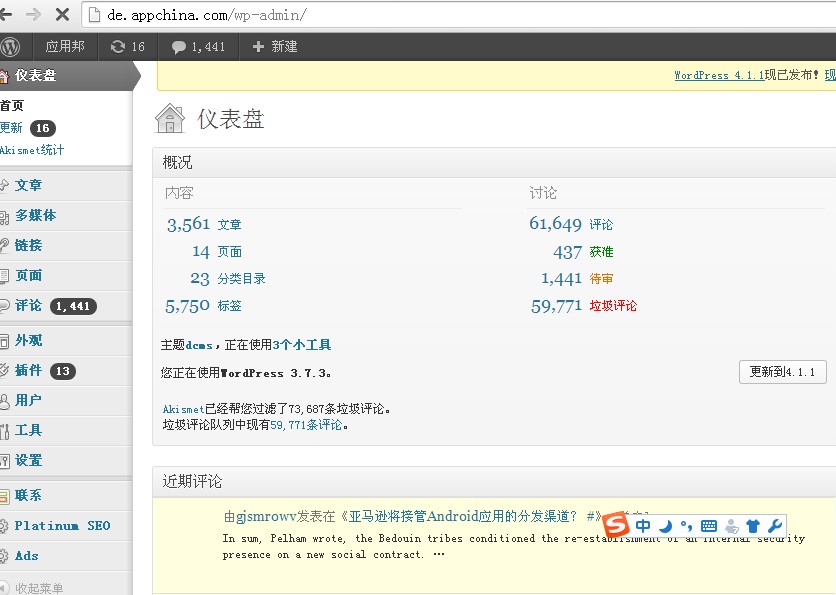 de.appchina.com/wp-admin/
应用邦 16 1,441 新建
仪表盘
首页
更新 16
Akismet统计
文章
多媒体
链接
页面
评论 1,441
外观
插件 13
用户
工具
设置
联系
Platinum SEO
Ads
收起菜单
WordPress 4.1.1现已发布! 现
仪表盘
概况
内容
3,561 文章
14 页面
23 分类目录
5,750 标签
讨论
61,649 评论
437 获准
1,441 待审
59,771 垃圾评论
主题dcms,正在使用3个小工具
您正在使用WordPress 3.7.3。
更新到4.1.1
Akismet已经帮您过滤了73,687条垃圾评论。
垃圾评论队列中现有59,771条评论。
近期评论
由gjsmrowv发表在《亚马逊将接管Android应用的分发渠道? #》
中
In sum, Pelham wrote, the Bedouin tribes conditioned the re-establishment of an internal security
presence on a new social contract. …